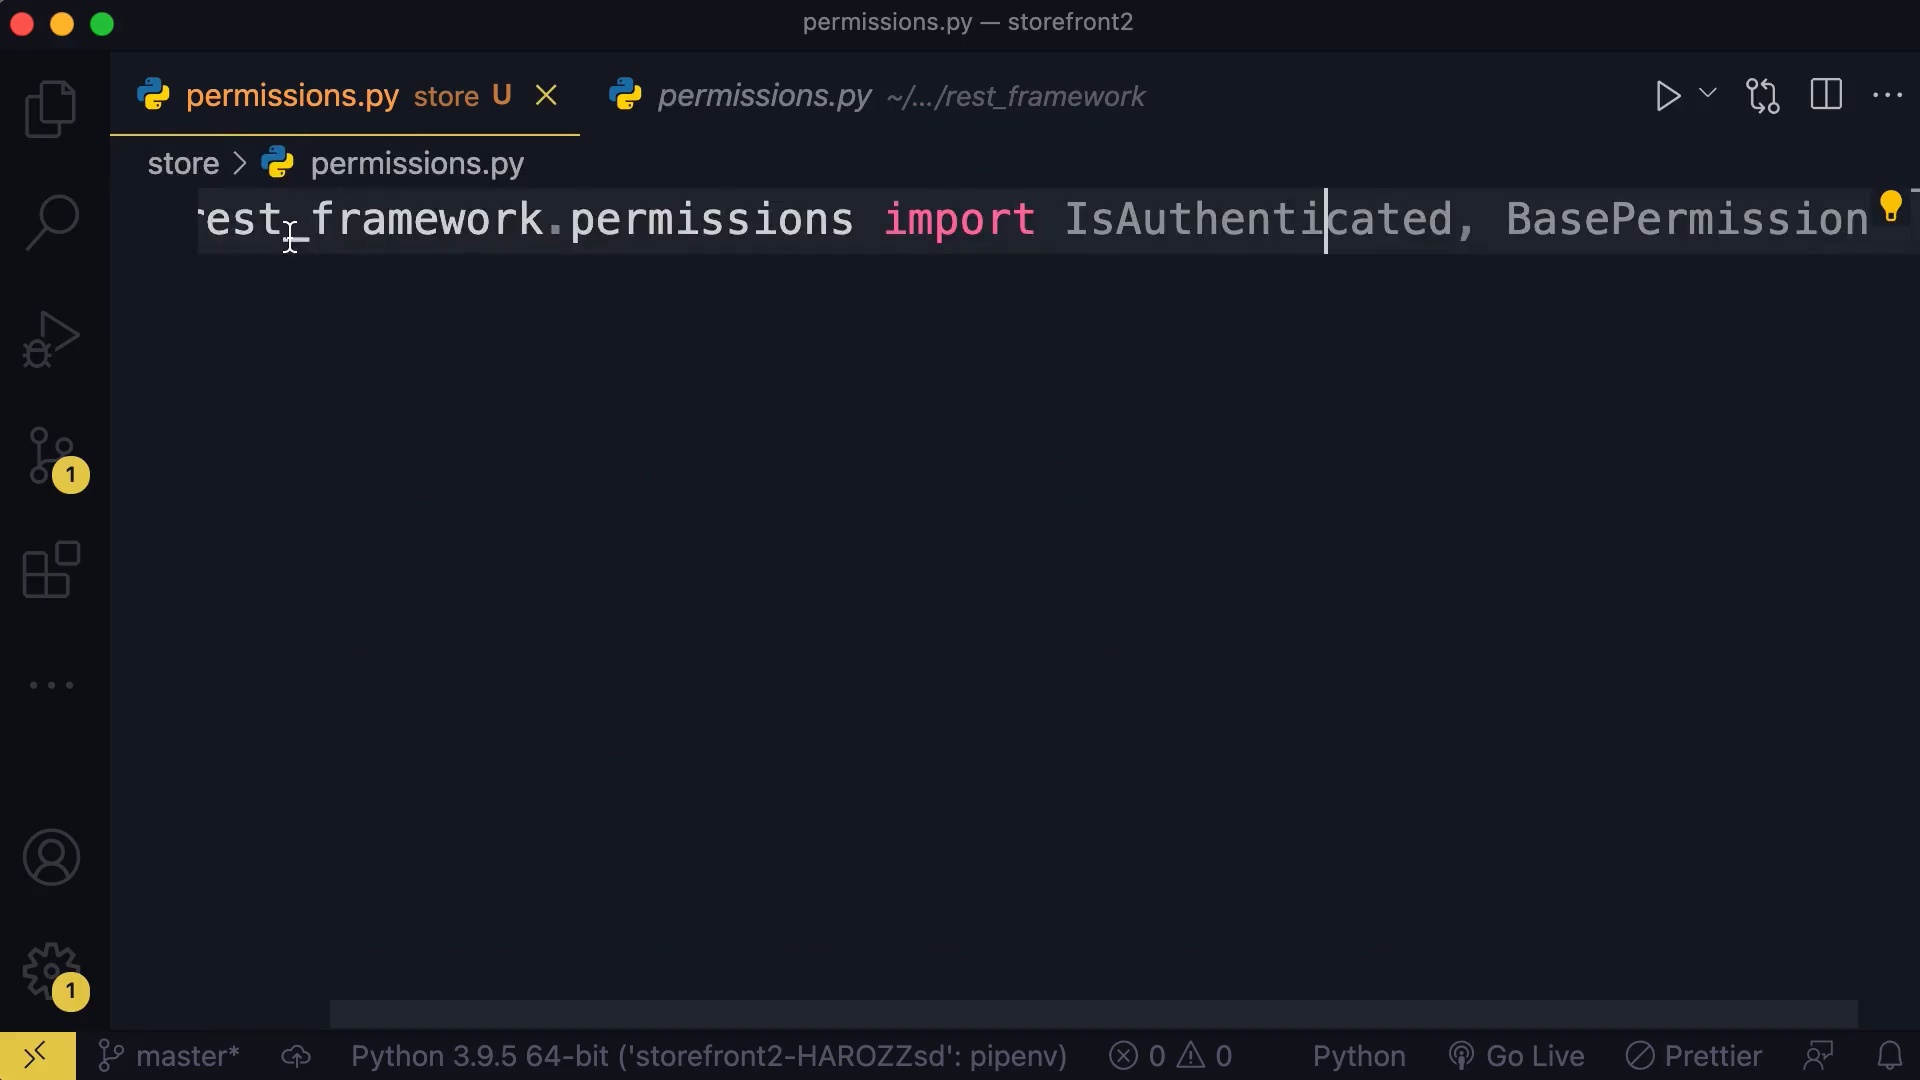 permissions.py — storefront2
permissions.py store U permissions.py ~/.../rest_framework
store > permissions.py
rest_framework.permissions import IsAuthenticated, BasePermission
1
1
master* Python 3.9.5 64-bit ('storefront2-HAROZZsd': pipenv) 0 0 Python Go Live Prettier